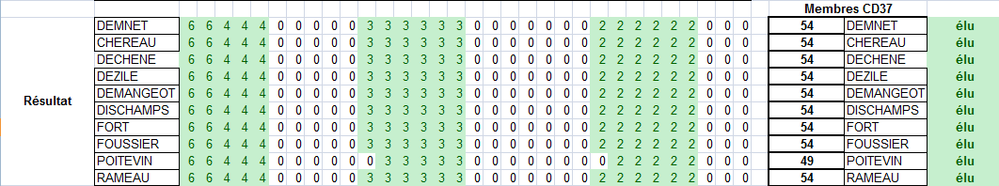 Membres CD37
DEMNET 6 6 4 4 4 0 0 0 0 0 3 3 3 3 3 3 0 0 0 0 0 0 0 2 2 2 2 2 2 0 0 0 54 DEMNET élu
CHEREAU 6 6 4 4 4 0 0 0 0 0 3 3 3 3 3 3 0 0 0 0 0 0 0 2 2 2 2 2 2 0 0 0 54 CHEREAU élu
DECHENE 6 6 4 4 4 0 0 0 0 0 3 3 3 3 3 3 0 0 0 0 0 0 0 2 2 2 2 2 2 0 0 0 54 DECHENE élu
DEZILE 6 6 4 4 4 0 0 0 0 0 3 3 3 3 3 3 0 0 0 0 0 0 0 2 2 2 2 2 2 0 0 0 54 DEZILE élu
Résultat DEMANGEOT 6 6 4 4 4 0 0 0 0 0 3 3 3 3 3 3 0 0 0 0 0 0 0 2 2 2 2 2 2 0 0 0 54 DEMANGEOT élu
DISCHAMPS 6 6 4 4 4 0 0 0 0 0 3 3 3 3 3 3 0 0 0 0 0 0 0 2 2 2 2 2 2 0 0 0 54 DISCHAMPS élu
FORT 6 6 4 4 4 0 0 0 0 0 3 3 3 3 3 3 0 0 0 0 0 0 0 2 2 2 2 2 2 0 0 0 54 FORT élu
FOUSSIER 6 6 4 4 4 0 0 0 0 0 3 3 3 3 3 3 0 0 0 0 0 0 0 2 2 2 2 2 2 0 0 0 54 FOUSSIER élu
POITEVIN 6 6 4 4 4 0 0 0 0 0 0 3 3 3 3 3 0 0 0 0 0 0 0 0 2 2 2 2 2 0 0 0 49 POITEVIN élu
RAMEAU 6 6 4 4 4 0 0 0 0 0 3 3 3 3 3 3 0 0 0 0 0 0 0 2 2 2 2 2 2 0 0 0 54 RAMEAU élu